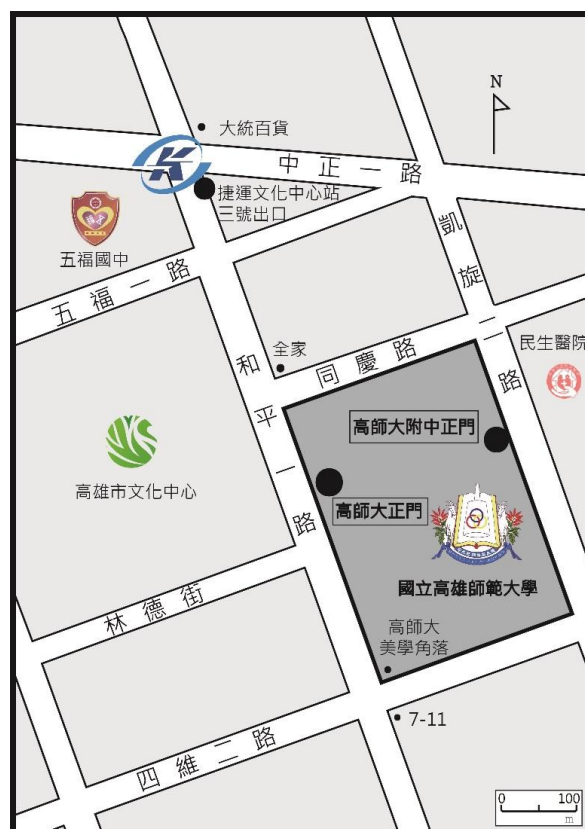 N
大統百貨
中正一路
捷運文化中心站
三號出口
五福國中
五福一路
凱旋二路
民生醫院
全家
同慶路
和平一路
高師大附中正門
高雄市文化中心
高師大正門
國立高雄師範大學
林德街
高師大
美學角落
7-11
四維二路
0 100
m